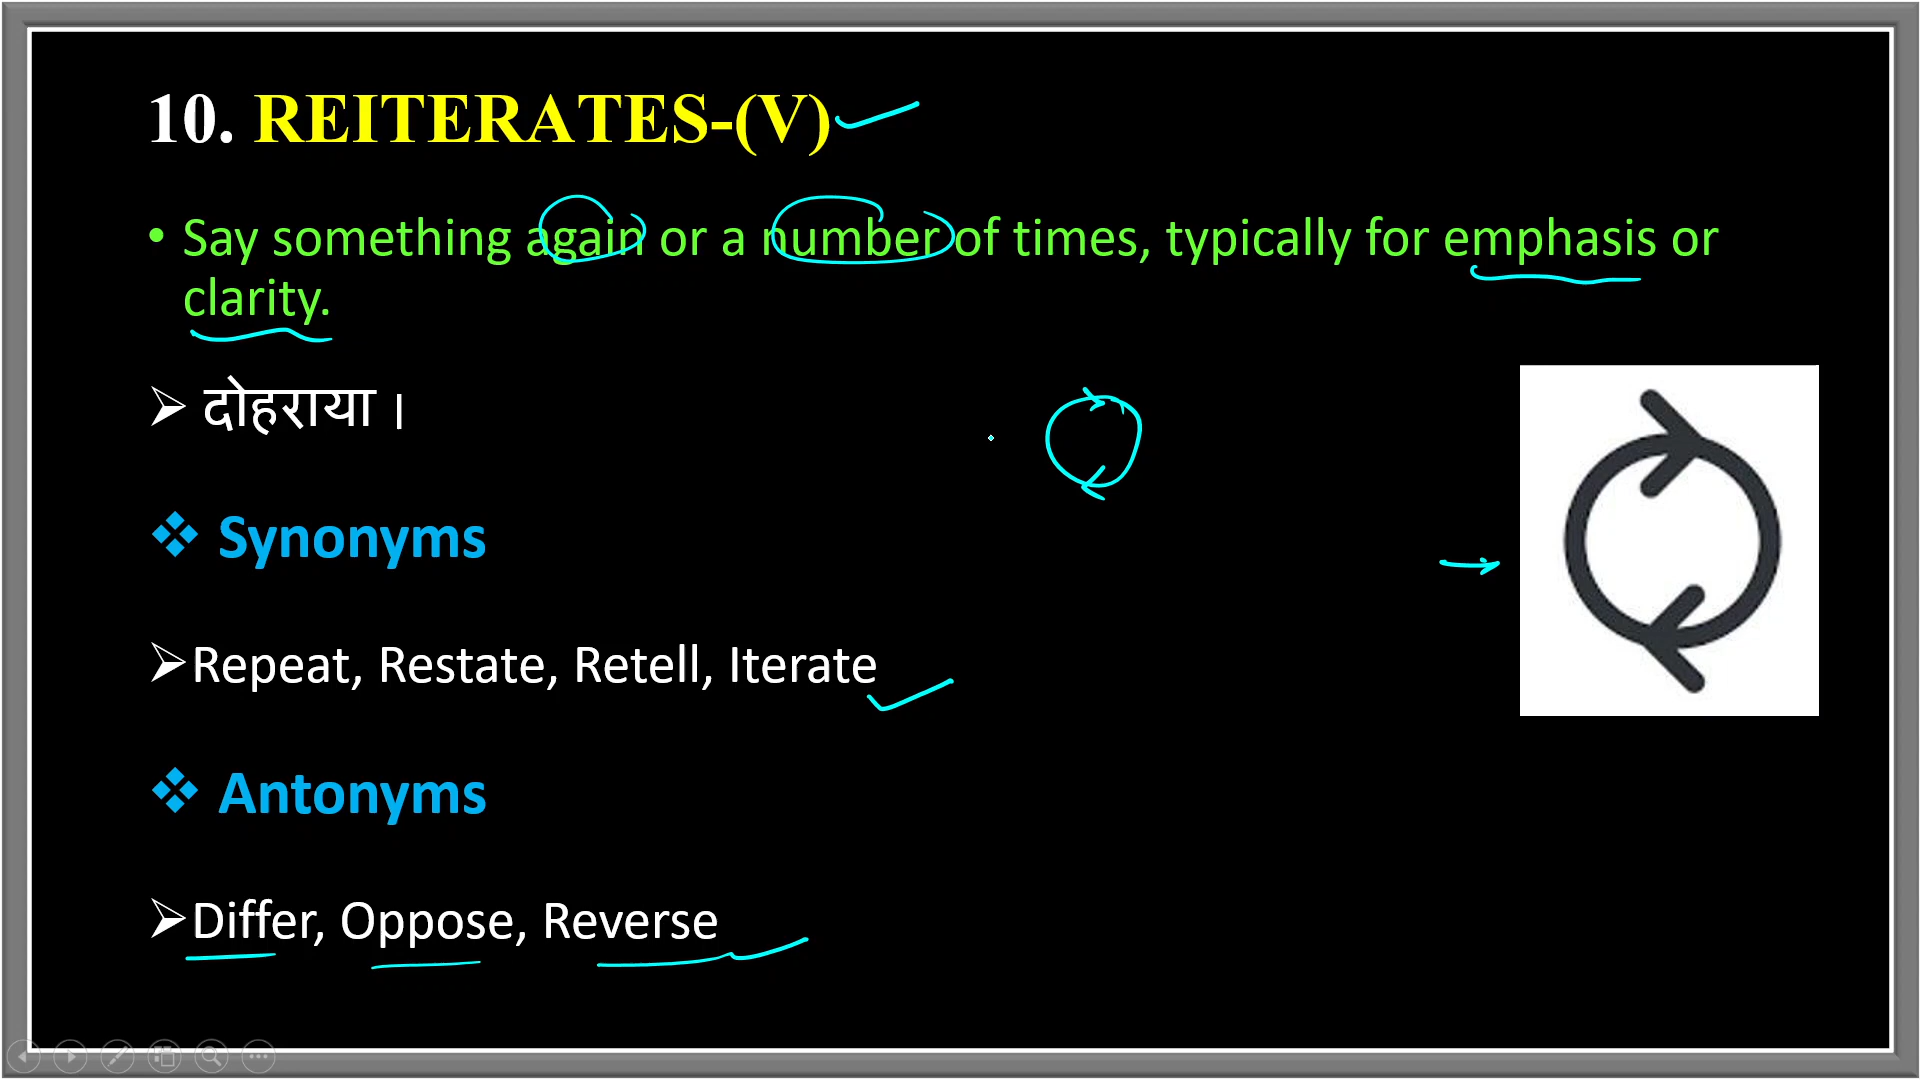 10. REITERATES-(V)
• Say something again or a number of times, typically for emphasis or
clarity.
➢ दोहराया ।
❖ Synonyms
➢Repeat, Restate, Retell, Iterate
❖ Antonyms
➢Differ, Oppose, Reverse